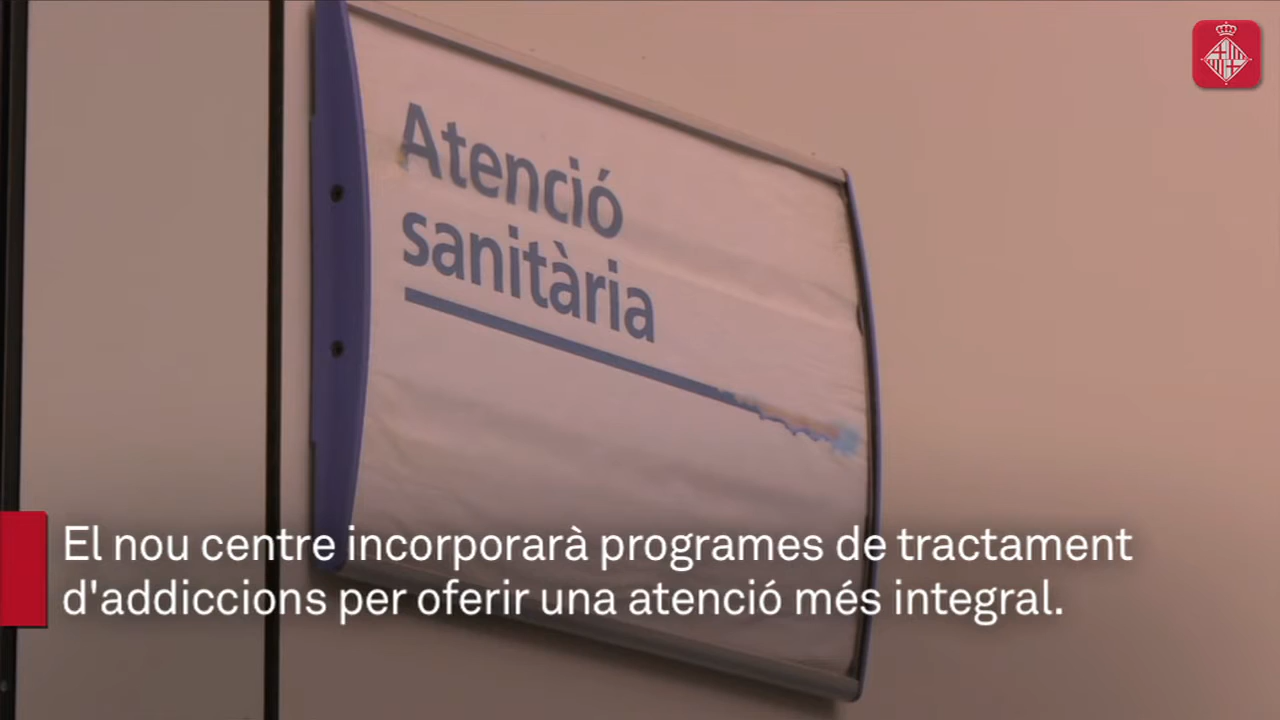 Atenció
sanitària
El nou centre incorporarà programes de tractament
d'addiccions per oferir una atenció més integral.